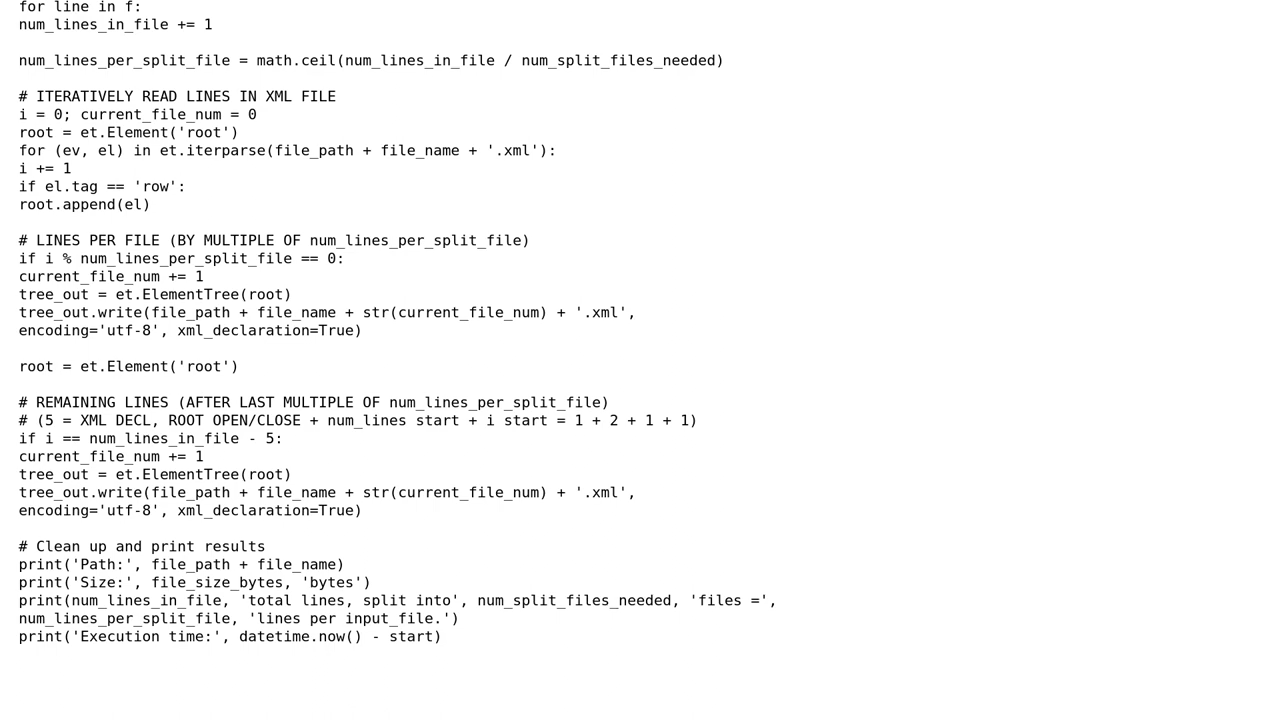 for line in f:
num_lines_in_file += 1
num_lines_per_split_file = math.ceil(num_lines_in_file / num_split_files_needed)
# ITERATIVELY READ LINES IN XML FILE
i = 0; current_file_num = 0
root = et.Element('root')
for (ev, el) in et.iterparse(file_path + file_name + '.xml'):
i += 1
if el.tag == 'row':
root.append(el)
# LINES PER FILE (BY MULTIPLE OF num_lines_per_split_file)
if i % num_lines_per_split_file == 0:
current_file_num += 1
tree_out = et.ElementTree(root)
tree_out.write(file_path + file_name + str(current_file_num) + '.xml',
encoding='utf-8', xml_declaration=True)
root = et.Element('root')
# REMAINING LINES (AFTER LAST MULTIPLE OF num_lines_per_split_file)
# (5 = XML DECL, ROOT OPEN/CLOSE + num_lines start + i start = 1 + 2 + 1 + 1)
if i == num_lines_in_file - 5:
current_file_num += 1
tree_out = et.ElementTree(root)
tree_out.write(file_path + file_name + str(current_file_num) + '.xml',
encoding='utf-8', xml_declaration=True)
# Clean up and print results
print('Path:', file_path + file_name)
print('Size:', file_size_bytes, 'bytes')
print(num_lines_in_file, 'total lines, split into', num_split_files_needed, 'files =',
num_lines_per_split_file, 'lines per input_file.')
print('Execution time:', datetime.now() - start)